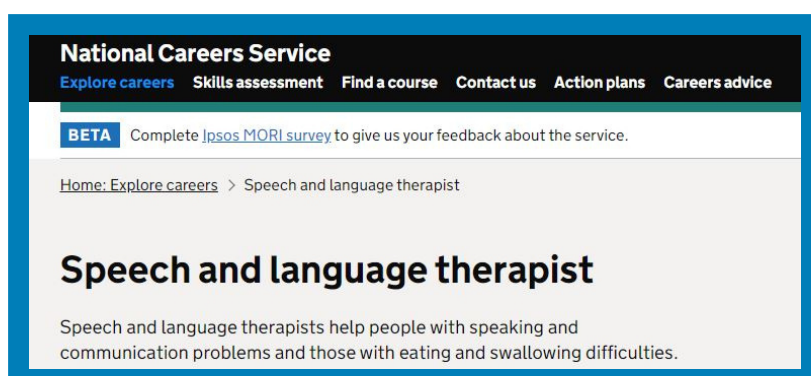 National Careers Service
Explore careers Skills assessment Find a course Contact us Action plans Careers advice
BETA Complete Ipsos MORI survey to give us your feedback about the service.
Home: Explore careers > Speech and language therapist
Speech and language therapist
Speech and language therapists help people with speaking and
communication problems and those with eating and swallowing difficulties.